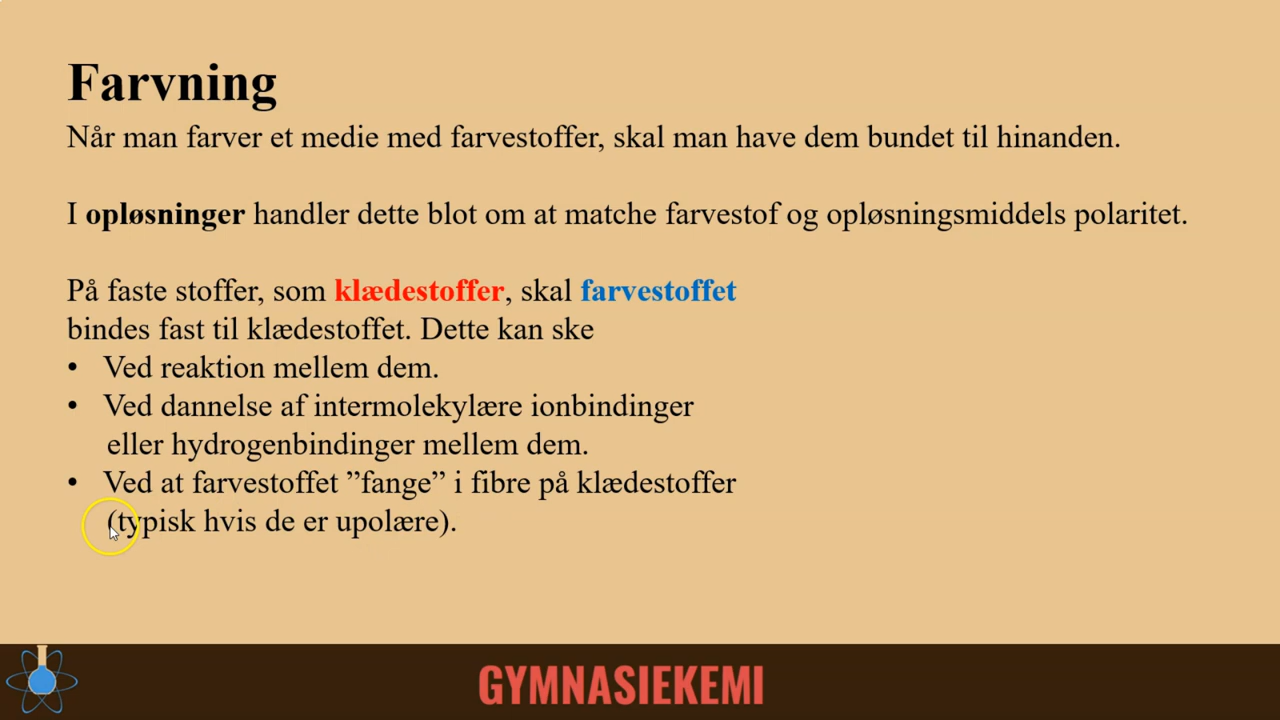 Farvning
Når man farver et medie med farvestoffer, skal man have dem bundet til hinanden.
I opløsninger handler dette blot om at matche farvestof og opløsningsmiddels polaritet.
På faste stoffer, som klædestoffer, skal farvestoffet
bindes fast til klædestoffet. Dette kan ske
• Ved reaktion mellem dem.
• Ved dannelse af intermolekylære ionbindinger
eller hydrogenbindinger mellem dem.
• Ved at farvestoffet ”fange” i fibre på klædestoffer
(typisk hvis de er upolære).
GYMNASIEKEMI